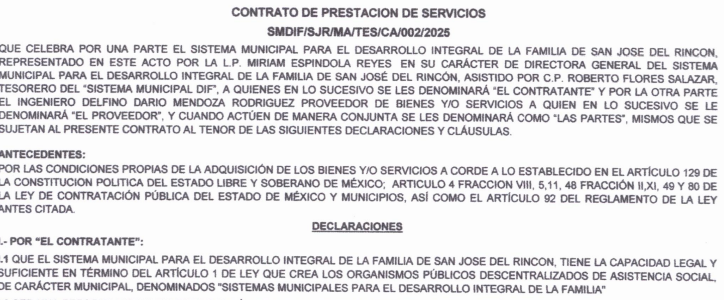 CONTRATO DE PRESTACION DE SERVICIOS
SMDIF/SJR/MA/TES/CA/002/2025
QUE CELEBRA POR UNA PARTE EL SISTEMA MUNICIPAL PARA EL DESARROLLO INTEGRAL DE LA FAMILIA DE SAN JOSE DEL RINCON,
REPRESENTADO EN ESTE ACTO POR LA L.P. MIRIAM ESPINDOLA REYES EN SU CARÁCTER DE DIRECTORA GENERAL DEL SISTEMA
MUNICIPAL PARA EL DESARROLLO INTEGRAL DE LA FAMILIA DE SAN JOSÉ DEL RINCÓN, ASISTIDO POR C.P. ROBERTO FLORES SALAZAR,
TESORERO DEL "SISTEMA MUNICIPAL DIF", A QUIENES EN LO SUCESIVO SE LES DENOMINARÁ "EL CONTRATANTE" Y POR LA OTRA PARTE
EL INGENIERO DELFINO DARIO MENDOZA RODRIGUEZ PROVEEDOR DE BIENES Y/O SERVICIOS A QUIEN EN LO SUCESIVO SE LE
DENOMINARÁ "EL PROVEEDOR", Y CUANDO ACTÚEN DE MANERA CONJUNTA SE LES DENOMINARÁ COMO "LAS PARTES", MISMOS QUE SE
SUJETAN AL PRESENTE CONTRATO AL TENOR DE LAS SIGUIENTES DECLARACIONES Y CLÁUSULAS.
ANTECEDENTES:
POR LAS CONDICIONES PROPIAS DE LA ADQUISICIÓN DE LOS BIENES Y/O SERVICIOS A CORDE A LO ESTABLECIDO EN EL ARTÍCULO 129 DE
LA CONSTITUCION POLITICA DEL ESTADO LIBRE Y SOBERANO DE MÉXICO; ARTICULO 4 FRACCION VIII, 5,11, 48 FRACCIÓN II,XI, 49 Y 80 DE
LA LEY DE CONTRATACIÓN PÚBLICA DEL ESTADO DE MÉXICO Y MUNICIPIOS, ASÍ COMO EL ARTÍCULO 92 DEL REGLAMENTO DE LA LEY
ANTES CITADA.
DECLARACIONES
.- POR "EL CONTRATANTE":
.1 QUE EL SISTEMA MUNICIPAL PARA EL DESARROLLO INTEGRAL DE LA FAMILIA DE SAN JOSE DEL RINCON, TIENE LA CAPACIDAD LEGAL Y
SUFICIENTE EN TÉRMINO DEL ARTÍCULO 1 DE LEY QUE CREA LOS ORGANISMOS PÚBLICOS DESCENTRALIZADOS DE ASISTENCIA SOCIAL,
DE CARÁCTER MUNICIPAL, DENOMINADOS "SISTEMAS MUNICIPALES PARA EL DESARROLLO INTEGRAL DE LA FAMILIA"